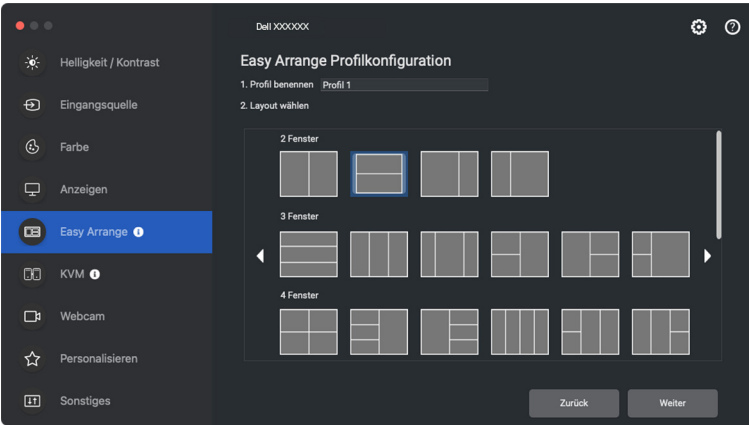 Dell XXXXXX
Helligkeit / Kontrast
Eingangsquelle
Farbe
Anzeigen
Easy Arrange
KVM
Webcam
Personalisieren
Sonstiges
Easy Arrange Profilkonfiguration
1. Profil benennen Profil 1
2. Layout wählen
2 Fenster
3 Fenster
4 Fenster
Zurück
Weiter